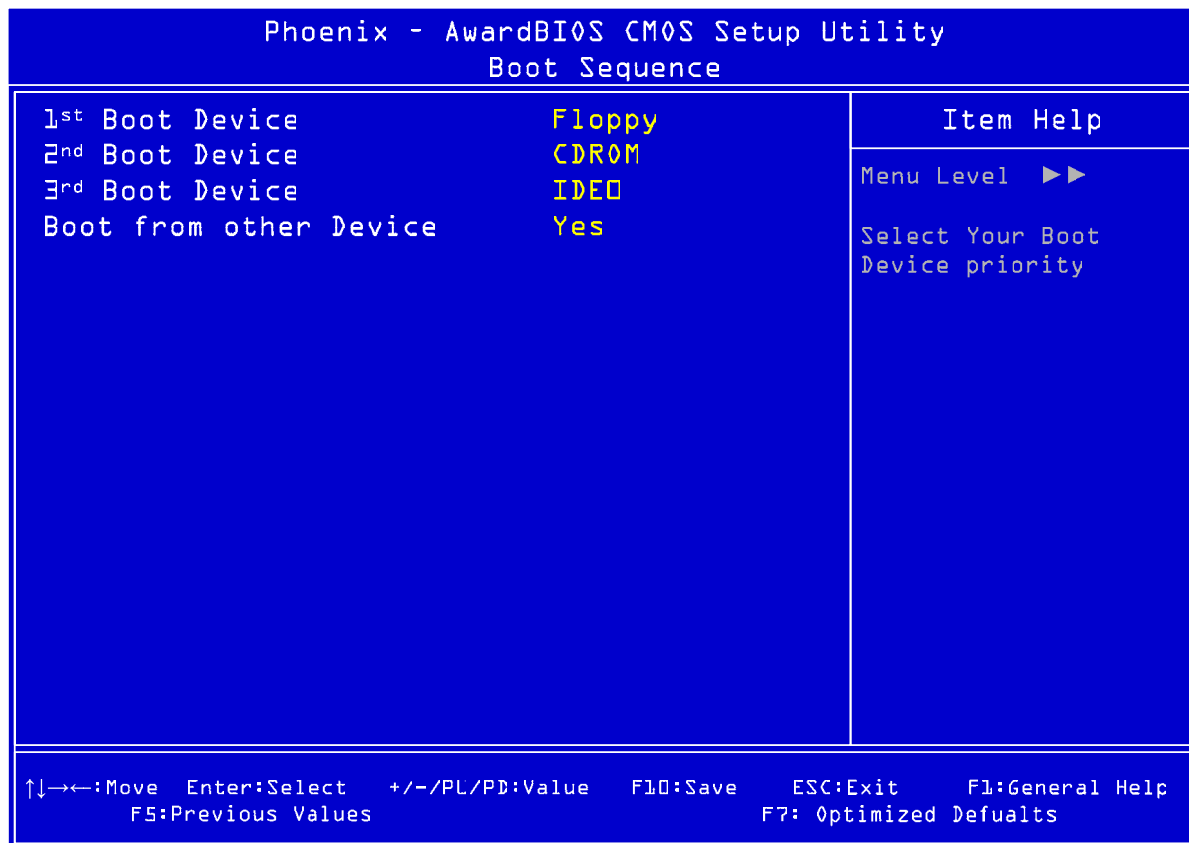 Phoenix - AwardBIOS CMOS Setup Utility
Boot Sequence
1st Boot Device Floppy
2nd Boot Device CDROM
3rd Boot Device IDE0
Boot from other Device Yes
Item Help
Menu Level ▶▶
Select Your Boot
Device priority
↑↓→←:Move Enter:Select +/-/PU/PD:Value F10:Save ESC:Exit F1:General Help
F5:Previous Values F7: Optimized Defualts